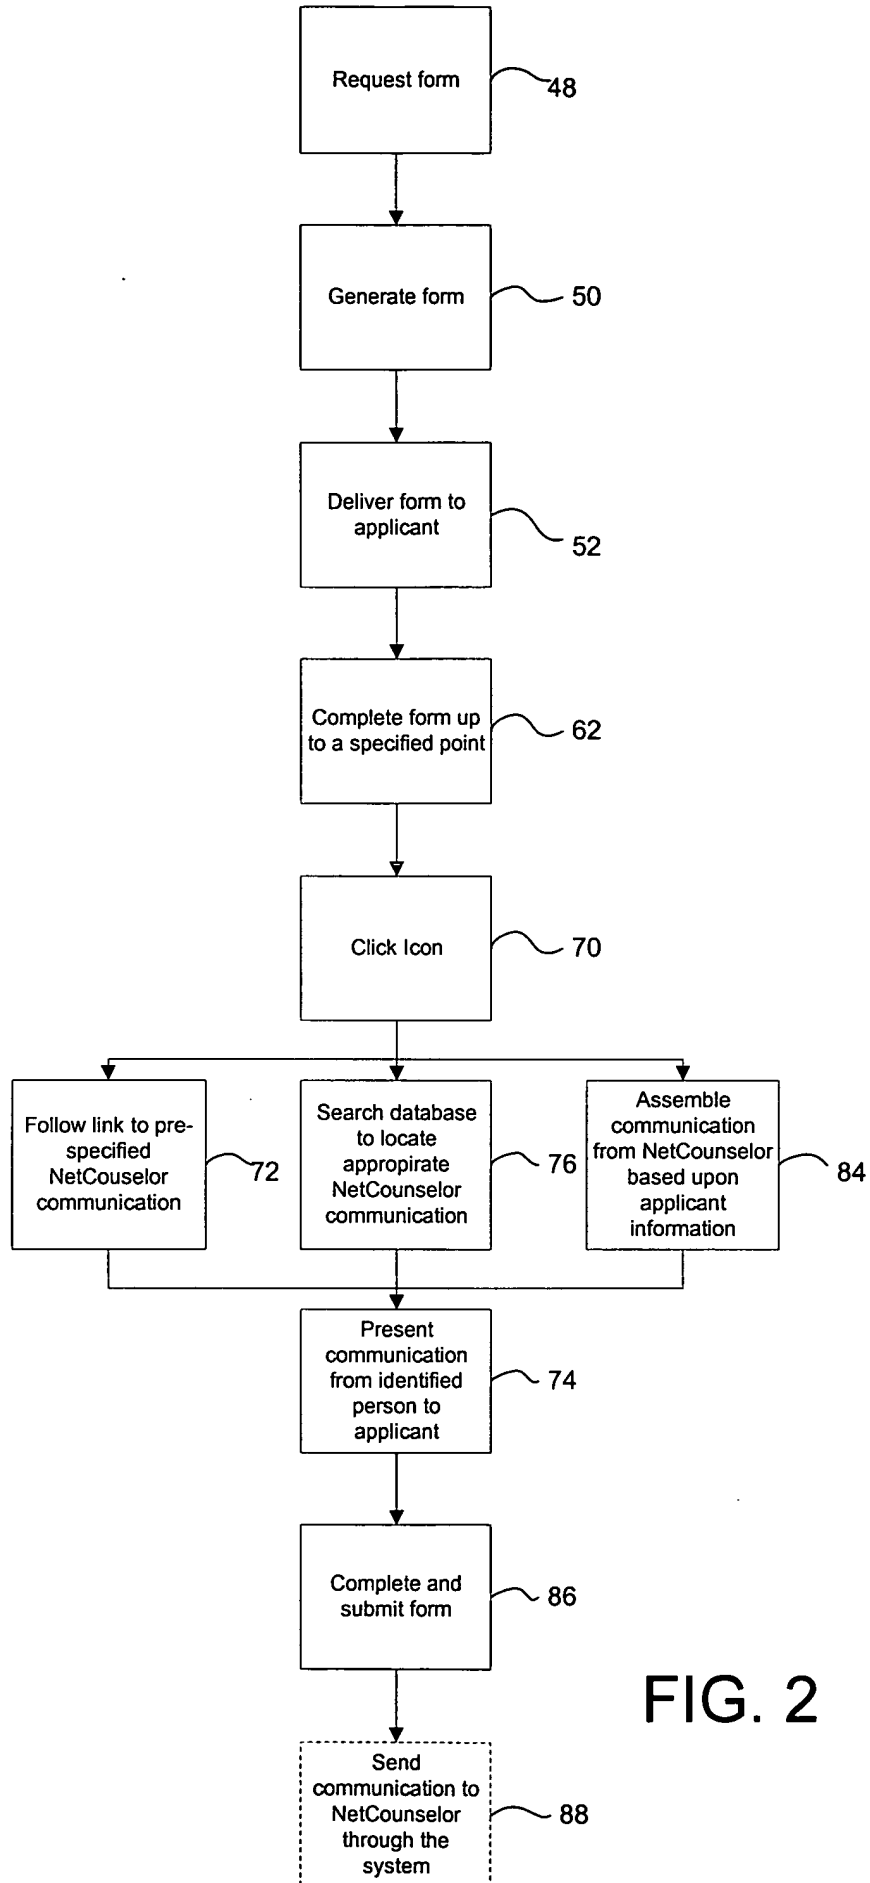 Request form
48
Generate form
50
Deliver form to
applicant
52
Complete form up
to a specified point
62
Click Icon
70
Follow link to pre-
specified
NetCouselor
communication
72
Search database
to locate
appropirate
NetCounselor
communication
76
Assemble
communication
from NetCounselor
based upon
applicant
information
84
Present
communication
from identified
person to
applicant
74
Complete and
submit form
86
FIG. 2
Send
communication to
NetCounselor
through the
system
88